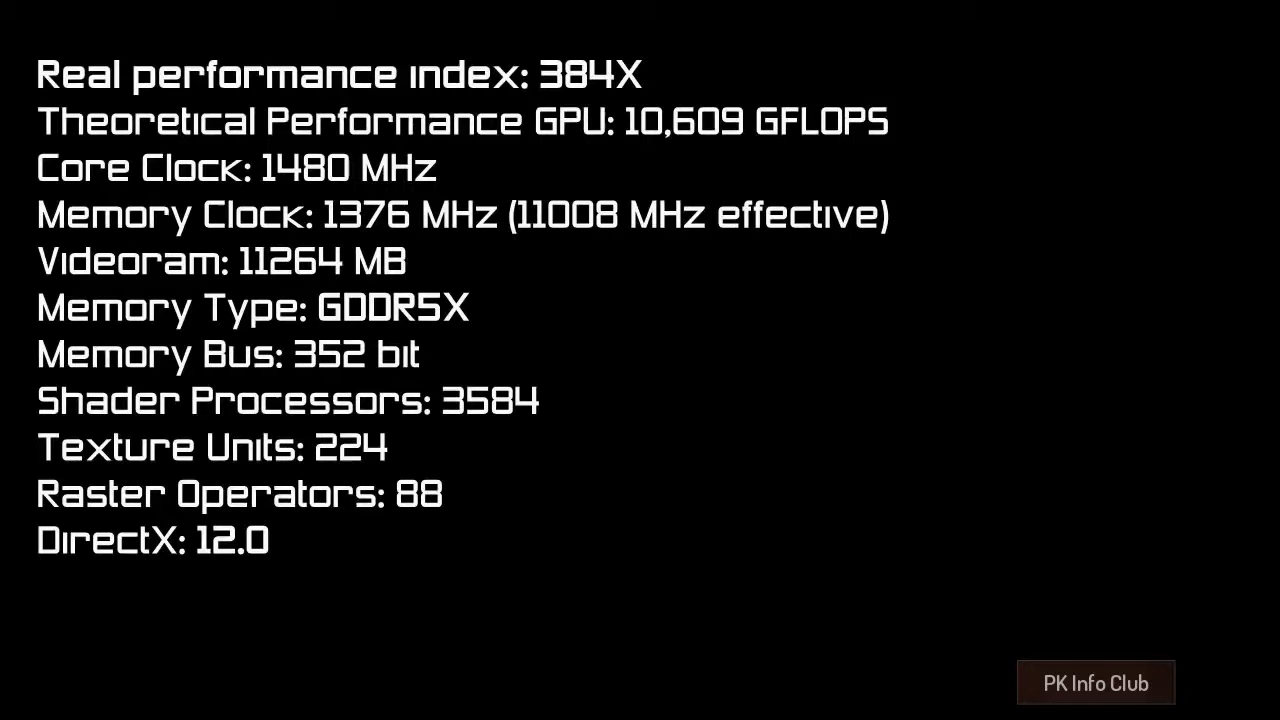 Real performance index: 384X
Theoretical Performance GPU: 10,609 GFLOPS
Core Clock: 1480 MHz
Memory Clock: 1376 MHz (11008 MHz effective)
Videoram: 11264 MB
Memory Type: GDDR5X
Memory Bus: 352 bit
Shader Processors: 3584
Texture Units: 224
Raster Operators: 88
DirectX: 12.0
PK Info Club